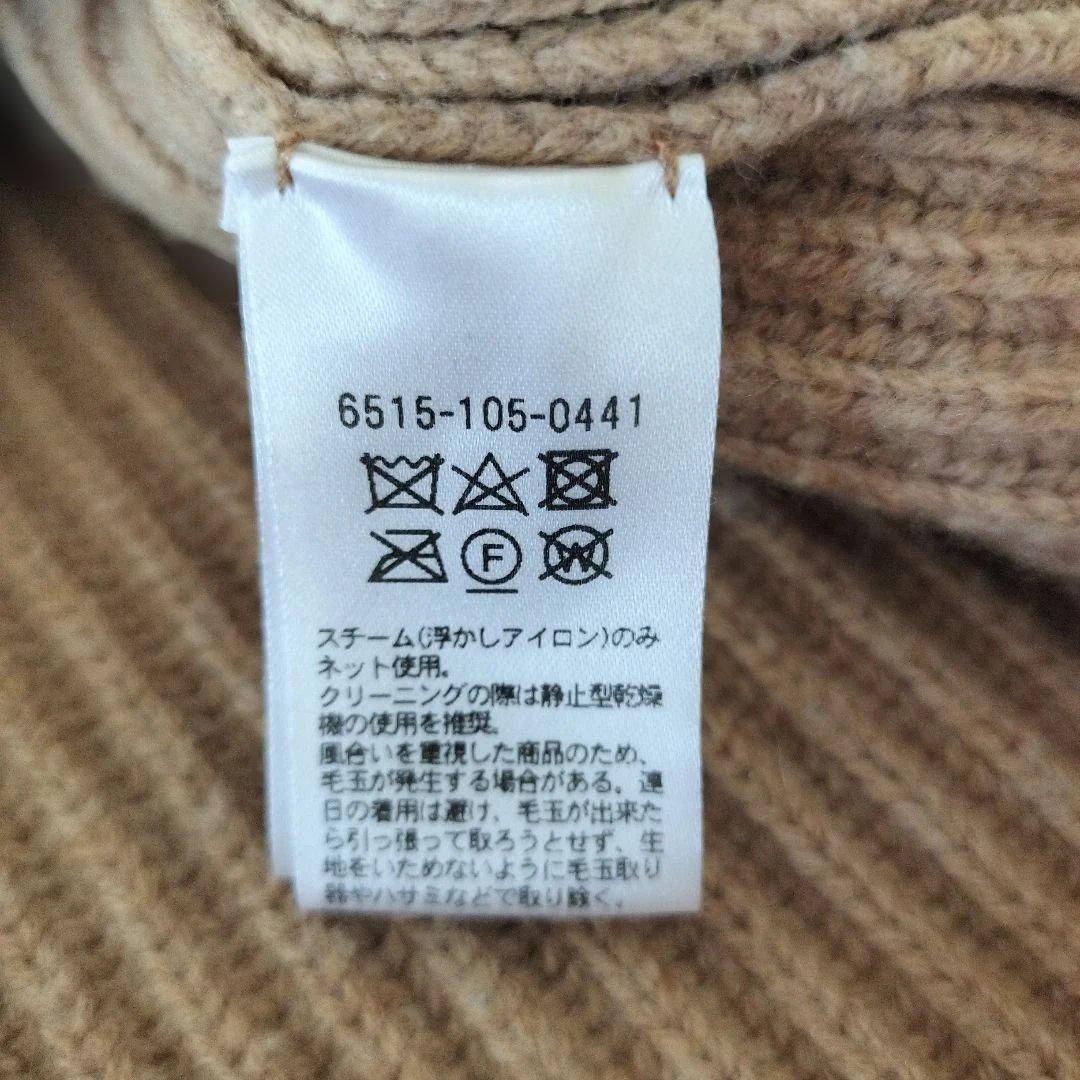 6515-105-0441
F
W
スチーム(浮かしアイロン)のみ
ネット使用。
クリーニングの際は静止型乾燥
機の使用を推奨。
風合いを重視した商品のため、
毛玉が発生する場合がある。連
日の着用は避け、毛玉が出来た
ら引っ張って取ろうとせず、生
地をいためないように毛玉取り
器やハサミなどで取り除く。